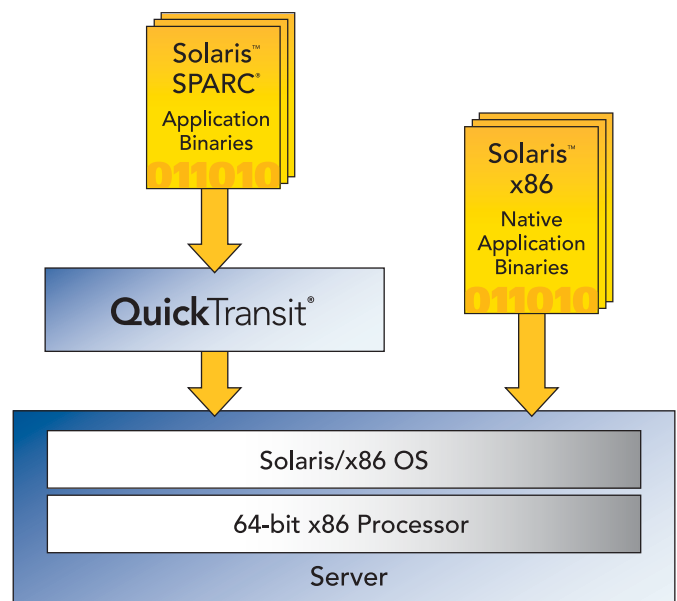 Solaris™
SPARC®
Application
Binaries
011010
Solaris™
x86
Native
Application
Binaries
011010
QuickTransit®
Solaris/x86 OS
64-bit x86 Processor
Server